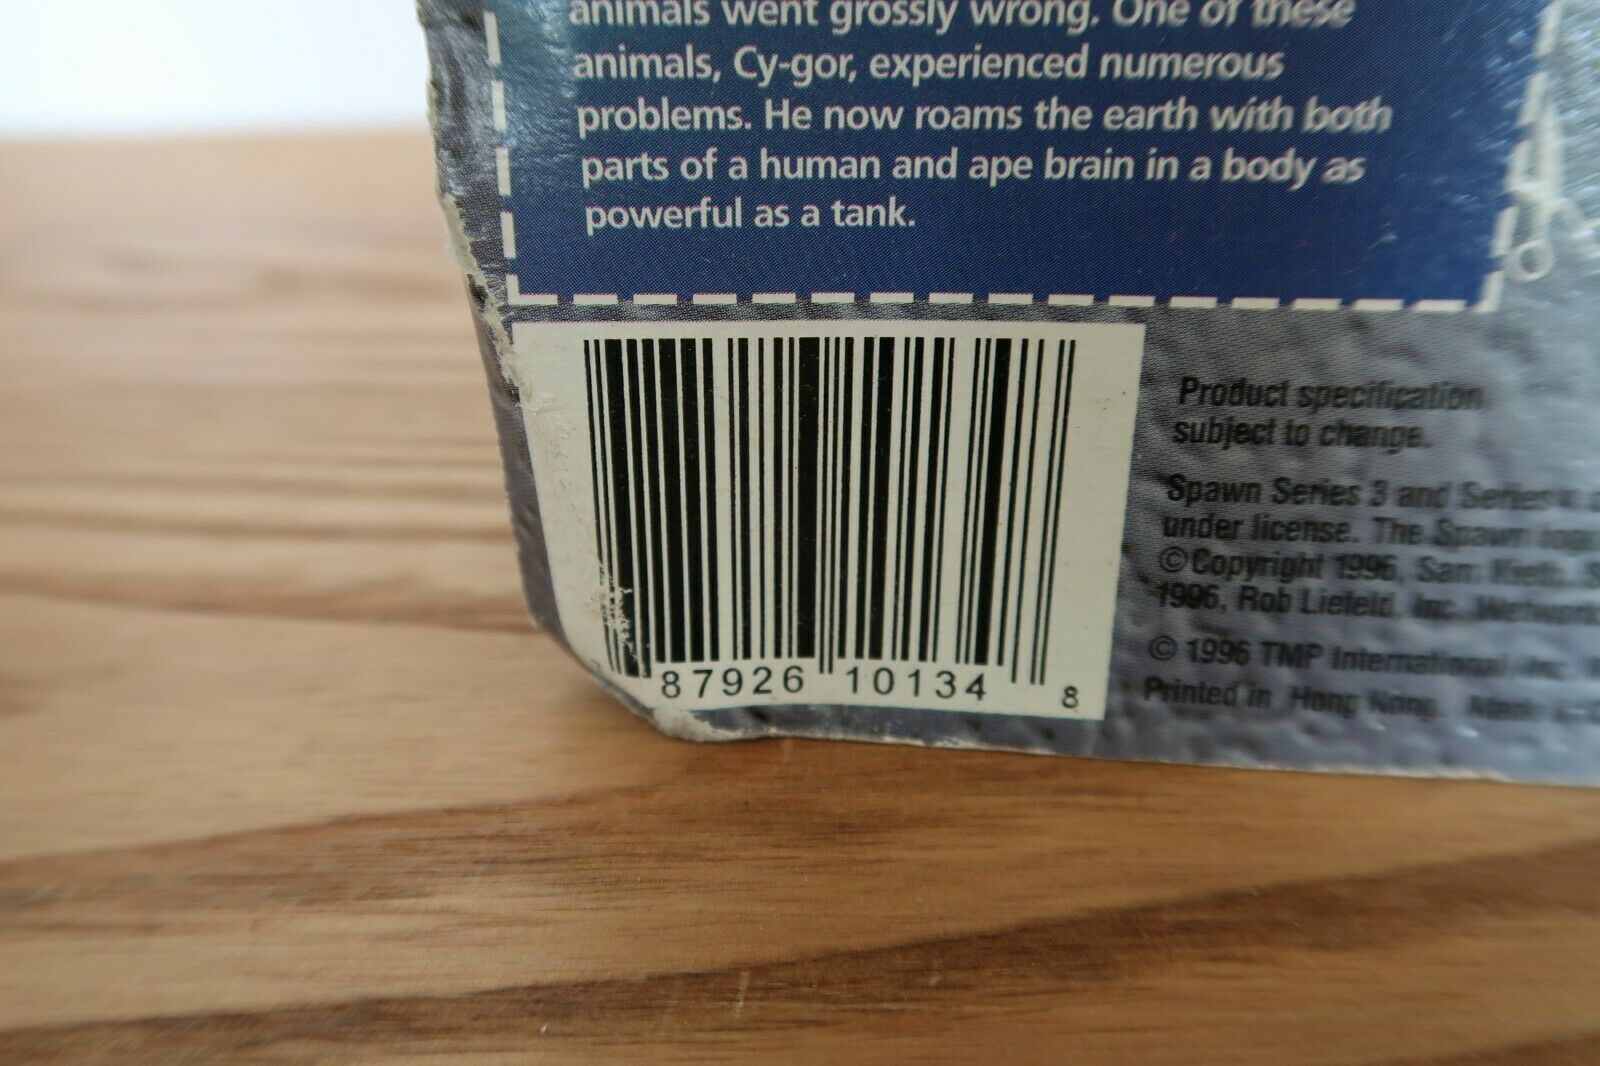 animals went grossly wrong. One of these
animals, Cy-gor, experienced numerous
problems. He now roams the earth with both
parts of a human and ape brain in a body as
powerful as a tank.
87926 10134 8
Product specification
subject to change.
Spawn Series 3 and Series 4
under license. The Spawn
©Copyright 1996, Sam Kieth.
1996, Rob Liefeld, Inc. Wetworks
© 1996 TMP International, Inc.
Printed in Hong Kong.